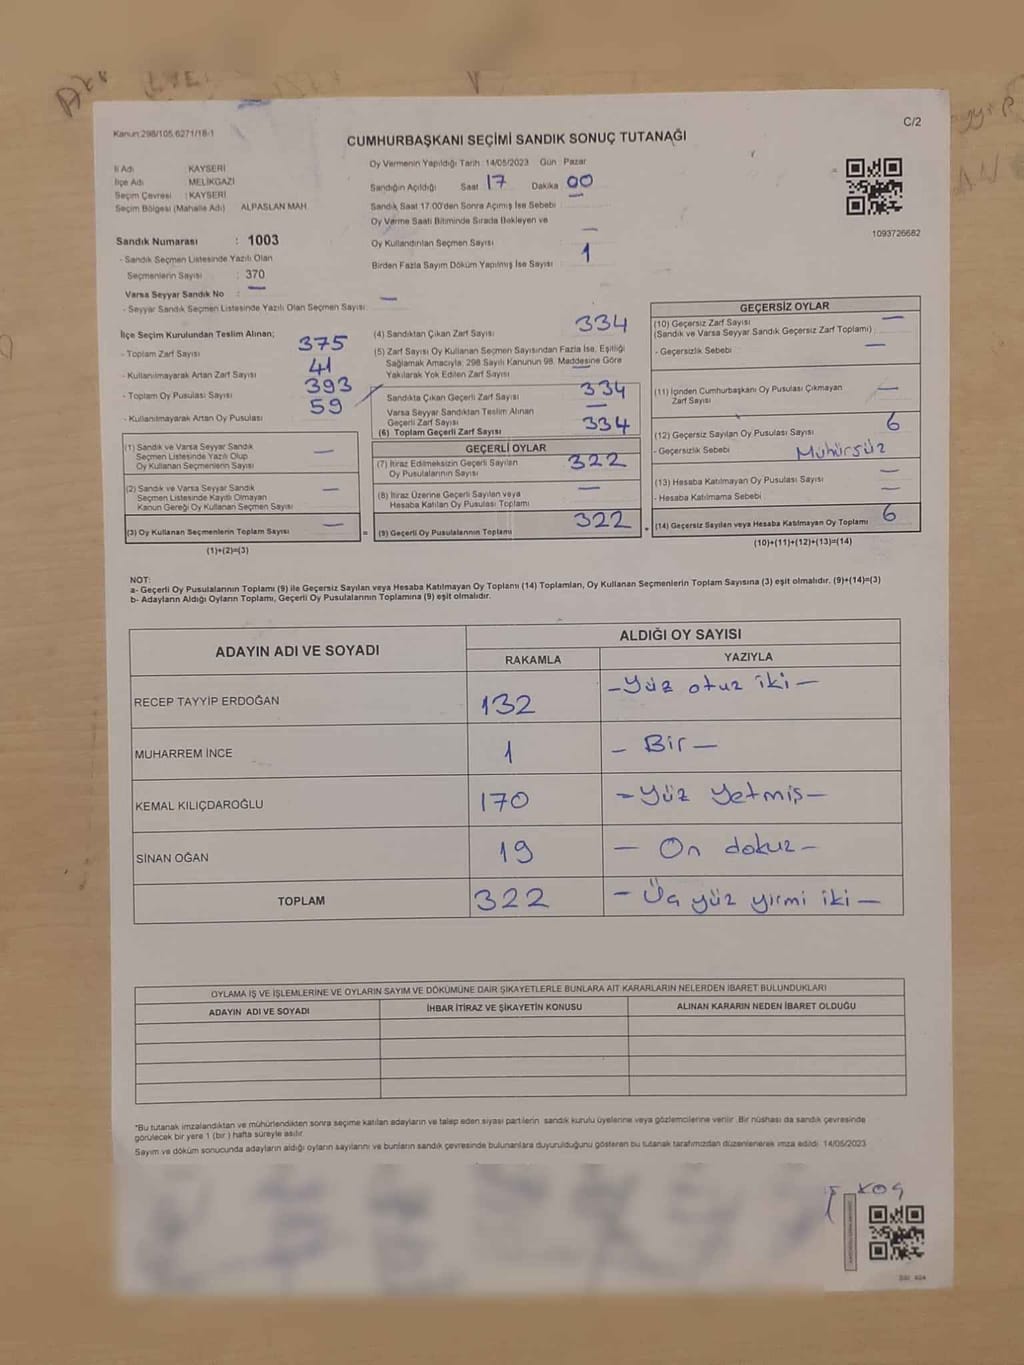 Kanun:298/105.6271/18-1
C/2
CUMHURBAŞKANI SEÇİMİ SANDIK SONUÇ TUTANAĞI
İl Adı KAYSERİ
İlçe Adı MELİKGAZİ
Seçim Çevresi : KAYSERİ
Seçim Bölgesi (Mahalle Adı) ALPASLAN MAH.
Sandık Numarası : 1003
- Sandık Seçmen Listesinde Yazılı Olan
Seçmenlerin Sayısı : 370
Varsa Seyyar Sandık No : —
- Seyyar Sandık Seçmen Listesinde Yazılı Olan Seçmen Sayısı: —
Oy Vermenin Yapıldığı Tarih : 14/05/2023 Gün : Pazar
Sandığın Açıldığı Saat 17 Dakika 00
Sandık Saat 17.00'den Sonra Açımış İse Sebebi —
Oy Verme Saati Bitiminde Sırada Bekleyen ve
Oy Kullandırılan Seçmen Sayısı —
Birden Fazla Sayım Döküm Yapılmış İse Sayısı 1
1093726682
İlçe Seçim Kurulundan Teslim Alınan;
- Toplam Zarf Sayısı 375
- Kullanılmayarak Artan Zarf Sayısı 41
- Toplam Oy Pusulası Sayısı 393
- Kullanılmayarak Artan Oy Pusulası 59
(1) Sandık ve Varsa Seyyar Sandık
Seçmen Listesinde Yazılı Olup
Oy Kullanan Seçmenlerin Sayısı —
(2) Sandık ve Varsa Seyyar Sandık
Seçmen Listesinde Kayıtlı Olmayan
Kanun Gereği Oy Kullanan Seçmen Sayısı —
(3) Oy Kullanan Seçmenlerin Toplam Sayısı —
(1)+(2)=(3)
=
(4) Sandıktan Çıkan Zarf Sayısı 334
(5) Zarf Sayısı Oy Kullanan Seçmen Sayısından Fazla İse, Eşitliği
Sağlamak Amacıyla; 298 Sayılı Kanunun 98. Maddesine Göre
Yakılarak Yok Edilen Zarf Sayısı —
Sandıkta Çıkan Geçerli Zarf Sayısı 334
Varsa Seyyar Sandıktan Teslim Alınan
Geçerli Zarf Sayısı —
(6) Toplam Geçerli Zarf Sayısı 334
GEÇERLİ OYLAR
(7) İtiraz Edilmeksizin Geçerli Sayılan
Oy Pusulalarının Sayısı 322
(8) İtiraz Üzerine Geçerli Sayılan veya
Hesaba Katılan Oy Pusulası Toplamı —
(9) Geçerli Oy Pusulalarının Toplamı 322
+
GEÇERSİZ OYLAR
(10) Geçersiz Zarf Sayısı —
(Sandık ve Varsa Seyyar Sandık Geçersiz Zarf Toplamı)
- Geçersizlik Sebebi —
(11) İçinden Cumhurbaşkanı Oy Pusulası Çıkmayan
Zarf Sayısı —
(12) Geçersiz Sayılan Oy Pusulası Sayısı 6
- Geçersizlik Sebebi Mühürsüz
(13) Hesaba Katılmayan Oy Pusulası Sayısı —
- Hesaba Katılmama Sebebi —
(14) Geçersiz Sayılan veya Hesaba Katılmayan Oy Toplamı 6
(10)+(11)+(12)+(13)=(14)
NOT:
a- Geçerli Oy Pusulalarının Toplamı (9) ile Geçersiz Sayılan veya Hesaba Katılmayan Oy Toplamı (14) Toplamları, Oy Kullanan Seçmenlerin Toplam Sayısına (3) eşit olmalıdır. (9)+(14)=(3)
b- Adayların Aldığı Oyların Toplamı, Geçerli Oy Pusulalarının Toplamına (9) eşit olmalıdır.
ADAYIN ADI VE SOYADI ALDIĞI OY SAYISI
RAKAMLA YAZIYLA
RECEP TAYYİP ERDOĞAN 132 – Yüz otuz iki –
MUHARREM İNCE 1 – Bir –
KEMAL KILIÇDAROĞLU 170 – Yüz Yetmiş –
SİNAN OĞAN 19 – On dokuz –
TOPLAM 322 – Üç yüz yirmi iki –
OYLAMA İŞ VE İŞLEMLERİNE VE OYLARIN SAYIM VE DÖKÜMÜNE DAİR ŞİKAYETLERLE BUNLARA AİT KARARLARIN NELERDEN İBARET BULUNDUKLARI
ADAYIN ADI VE SOYADI İHBAR İTİRAZ VE ŞİKAYETİN KONUSU ALINAN KARARIN NEDEN İBARET OLDUĞU
*Bu tutanak imzalandıktan ve mühürlendikten sonra seçime katılan adayların ve talep eden siyasi partilerin sandık kurulu üyelerine veya gözlemcilerine verilir. Bir nüshası da sandık çevresinde
görülecek bir yere 1 (bir ) hafta süreyle asılır.
Sayım ve döküm sonucunda adayların aldığı oyların sayılarını ve bunların sandık çevresinde bulunanlara duyurulduğunu gösteren bu tutanak tarafımızdan düzenlenerek imza edildi. 14/05/2023